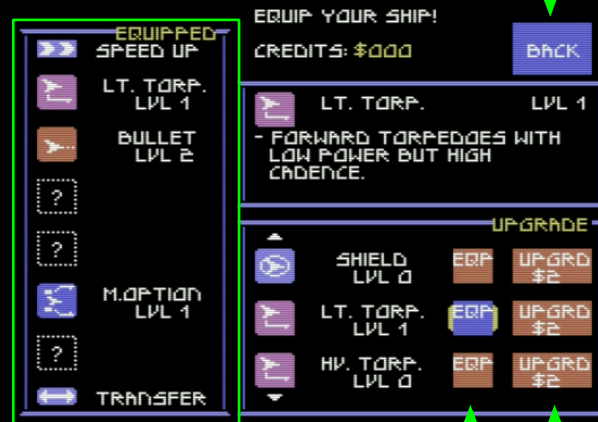 EQUIPPED
SPEED UP
LT. TORP.
LVL 1
BULLET
LVL 2
?
?
M.OPTION
LVL 1
?
TRANSFER
EQUIP YOUR SHIP!
CREDITS: $000
BACK
LT. TORP. LVL 1
- FORWARD TORPEDOES WITH
LOW POWER BUT HIGH
CADENCE.
UPGRADE
SHIELD EQP UPGRD
LVL 0 $2
LT. TORP. EQP UPGRD
LVL 1 $2
HV. TORP. EQP UPGRD
LVL 0 $2